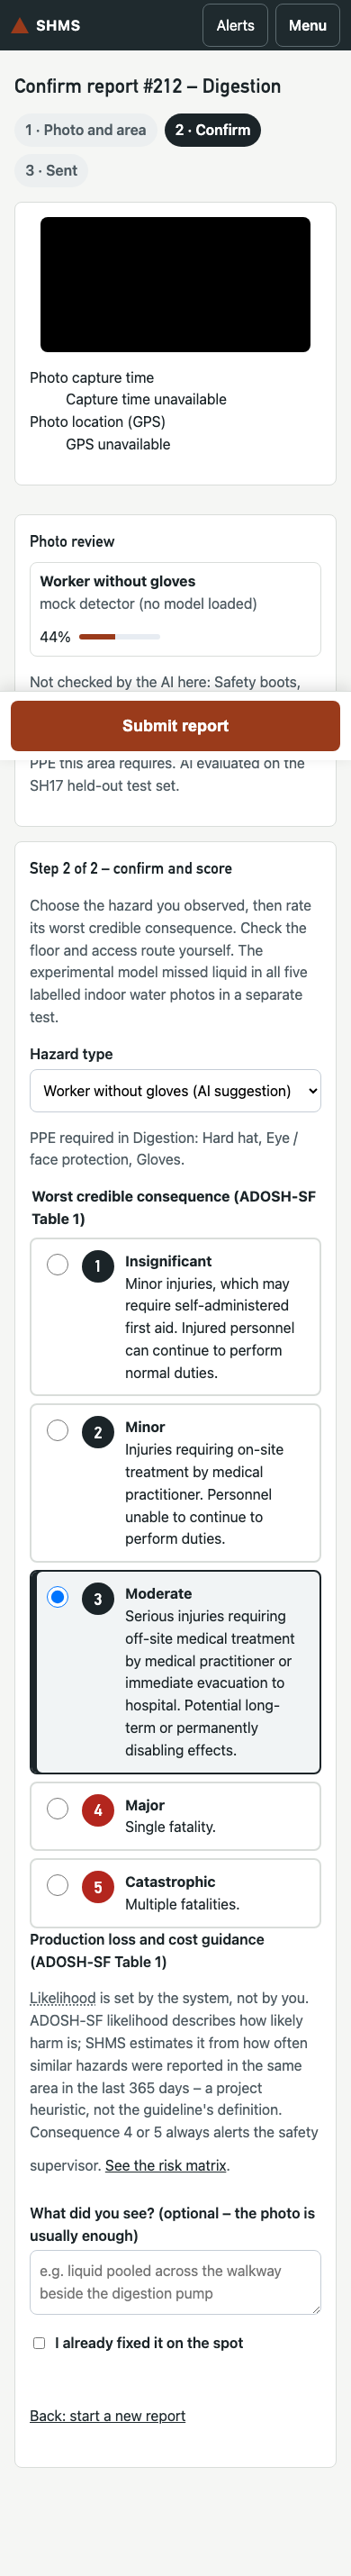 SHMS
Alerts
Menu
Confirm report #212 – Digestion
1 · Photo and area
2 · Confirm
3 · Sent
Photo capture time
Capture time unavailable
Photo location (GPS)
GPS unavailable
Photo review
Worker without gloves
mock detector (no model loaded)
44%
Not checked by the AI here: Safety boots,
Submit report
PPE this area requires. AI evaluated on the
SH17 held-out test set.
Step 2 of 2 – confirm and score
Choose the hazard you observed, then rate
its worst credible consequence. Check the
floor and access route yourself. The
experimental model missed liquid in all five
labelled indoor water photos in a separate
test.
Hazard type
Worker without gloves (AI suggestion)
PPE required in Digestion: Hard hat, Eye /
face protection, Gloves.
Worst credible consequence (ADOSH-SF
Table 1)
1
Insignificant
Minor injuries, which may
require self-administered
first aid. Injured personnel
can continue to perform
normal duties.
2
Minor
Injuries requiring on-site
treatment by medical
practitioner. Personnel
unable to continue to
perform duties.
3
Moderate
Serious injuries requiring
off-site medical treatment
by medical practitioner or
immediate evacuation to
hospital. Potential long-
term or permanently
disabling effects.
4
Major
Single fatality.
5
Catastrophic
Multiple fatalities.
Production loss and cost guidance
(ADOSH-SF Table 1)
Likelihood is set by the system, not by you.
ADOSH-SF likelihood describes how likely
harm is; SHMS estimates it from how often
similar hazards were reported in the same
area in the last 365 days – a project
heuristic, not the guideline's definition.
Consequence 4 or 5 always alerts the safety
supervisor. See the risk matrix.
What did you see? (optional – the photo is
usually enough)
e.g. liquid pooled across the walkway
beside the digestion pump
I already fixed it on the spot
Back: start a new report